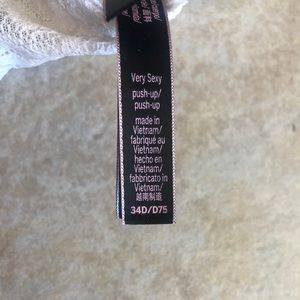 Very Sexy
push-up/
push-up
made in
Vietnam/
fabriqué au
Vietnam/
hecho en
Vietnam/
fabbricato in
Vietnam/
越南制造
34D/D75